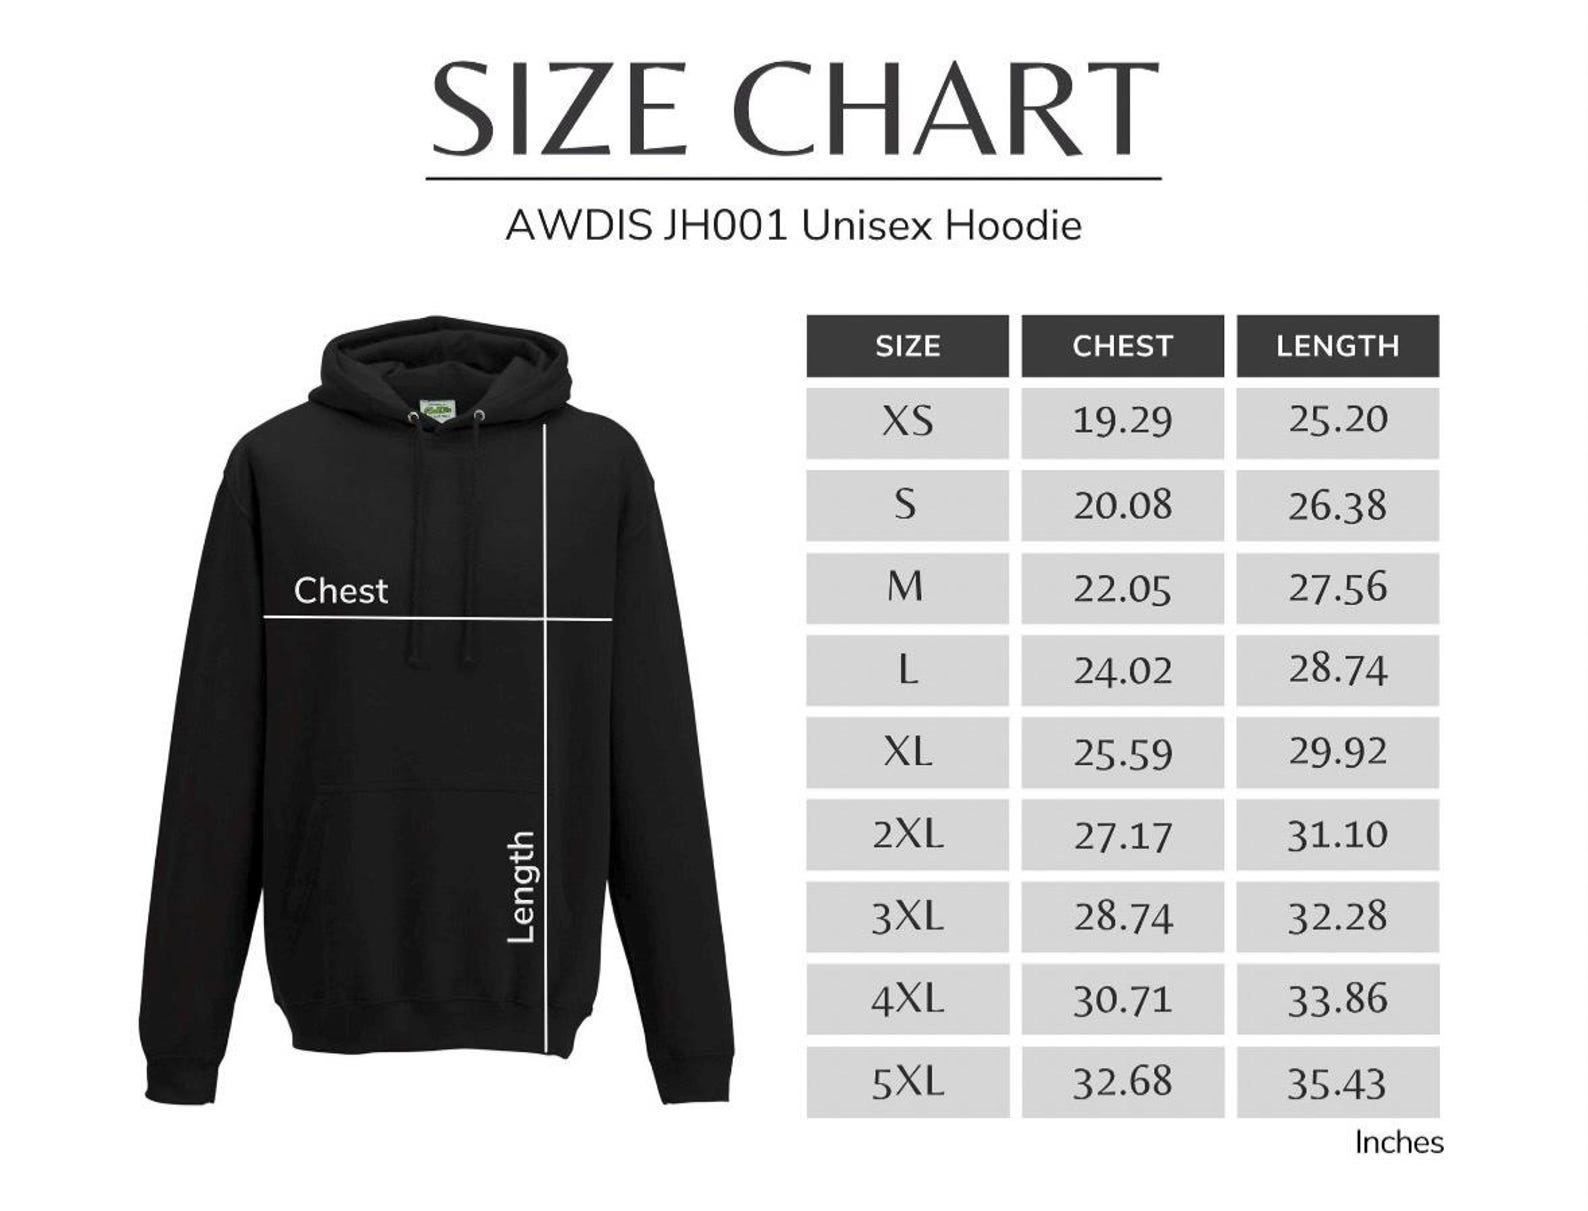 SIZE CHART
AWDIS JH001 Unisex Hoodie
Chest
Length
SIZE CHEST LENGTH
XS 19.29 25.20
S 20.08 26.38
M 22.05 27.56
L 24.02 28.74
XL 25.59 29.92
2XL 27.17 31.10
3XL 28.74 32.28
4XL 30.71 33.86
5XL 32.68 35.43
Inches